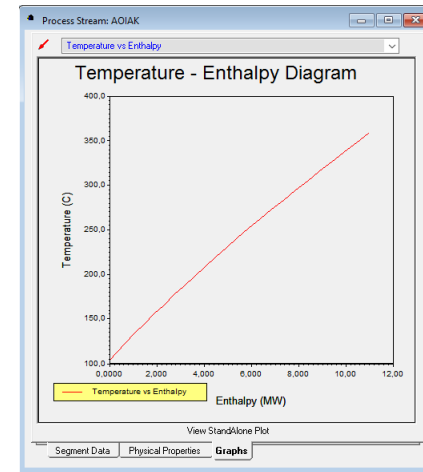 Process Stream: AOIAK
Temperature vs Enthalpy
Temperature - Enthalpy Diagram
400,0
350,0
300,0
250,0
200,0
150,0
100,0
Temperature (C)
0,0000 2,000 4,000 6,000 8,000 10,00 12,00
Temperature vs Enthalpy
Enthalpy (MW)
View StandAlone Plot
Segment Data Physical Properties Graphs